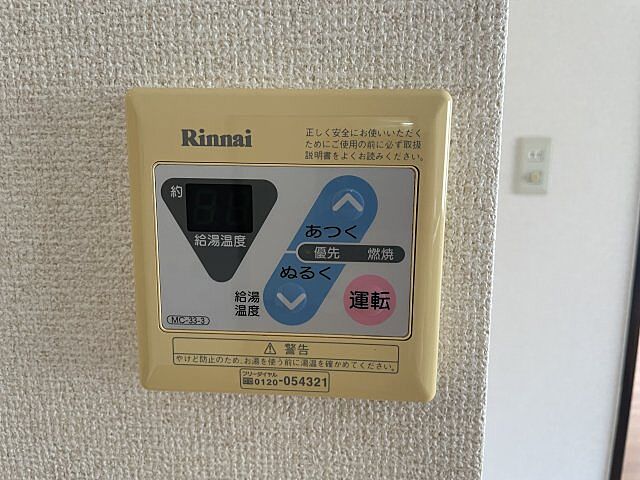 Rinnai
正しく安全にお使いいただく
ためにご使用の前に必ず取扱
説明書をよくお読みください。
約
給湯温度
あつく
優先 燃焼
ぬるく
給湯
温度
運転
MC-33-3
⚠警告
やけど防止のため、お湯を使う前に湯温を確かめてください。
フリーダイヤル
0120-054321